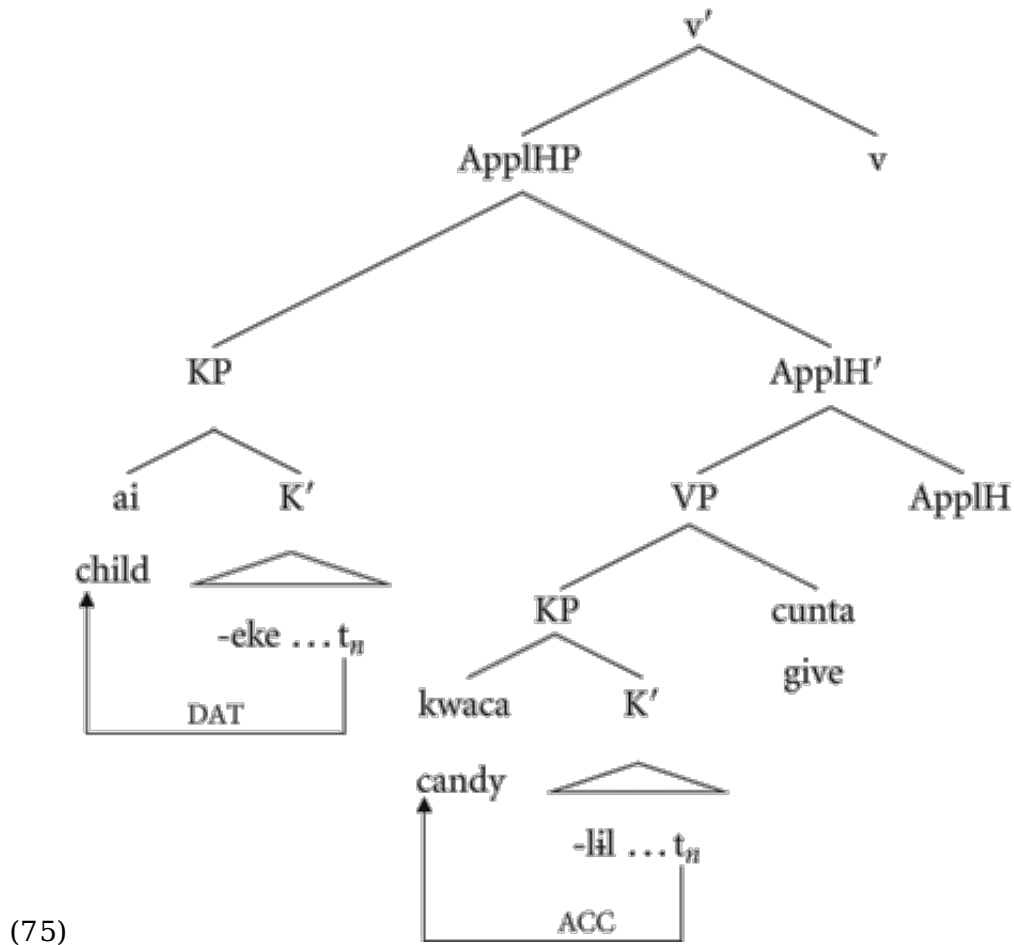 v′
ApplHP v
KP ApplH′
ai K′ VP ApplH
child KP cunta
-eke … tn give
DAT kwaca K′
candy
-lɨl … tn
(75) ACC